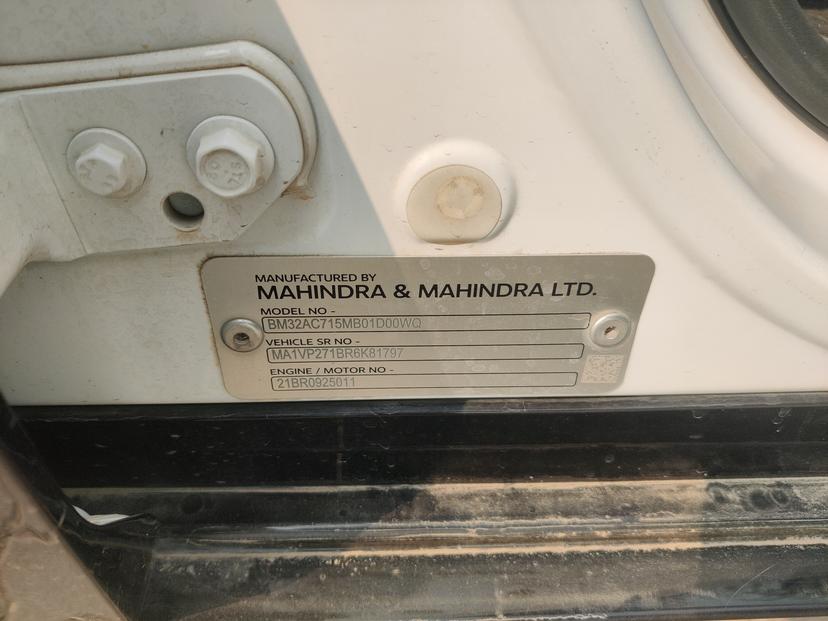 MANUFACTURED BY
MAHINDRA & MAHINDRA LTD.
MODEL NO -
BM32AC715MB01D00WQ
VEHICLE SR NO -
MA1VP271BR6K81797
ENGINE / MOTOR NO -
21BR0925011